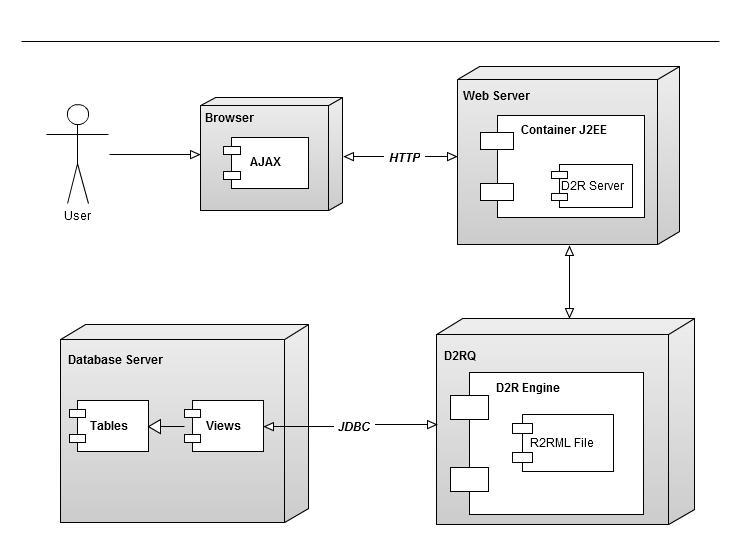 User
Browser
AJAX
HTTP
Web Server
Container J2EE
D2R Server
Database Server
Tables
Views
JDBC
D2RQ
D2R Engine
R2RML File